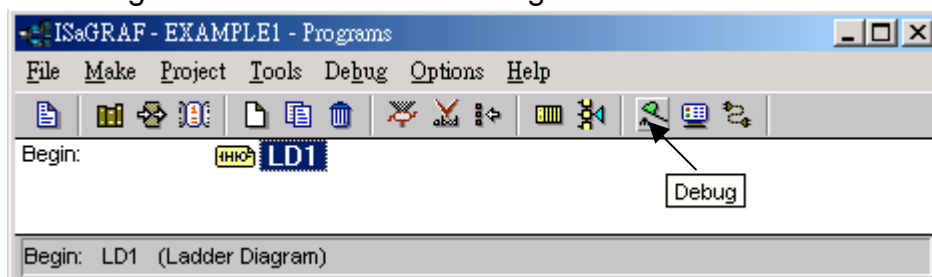 ISaGRAF - EXAMPLE1 - Programs
File Make Project Tools Debug Options Help
Begin: LD1
Debug
Begin: LD1 (Ladder Diagram)